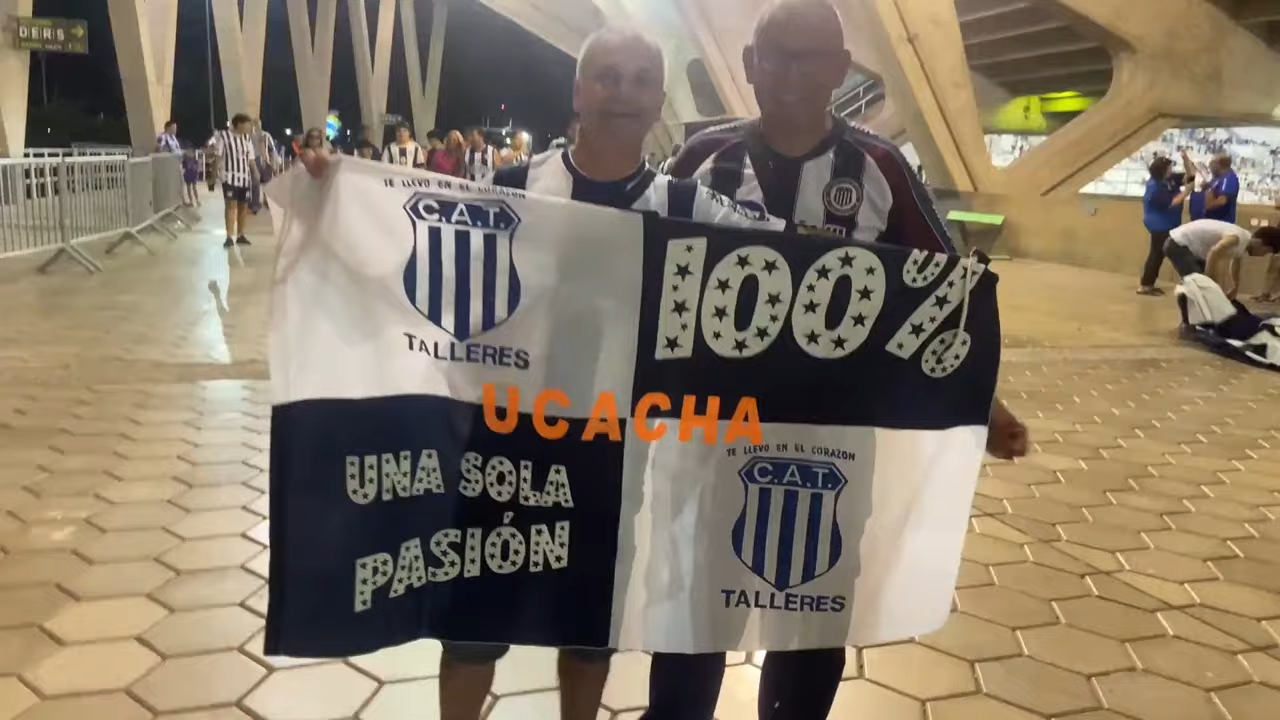 TE LLEVO EN EL CORAZON
C.A.T.
TALLERES
100%
UCACHA
UNA SOLA
PASIÓN
TE LLEVO EN EL CORAZON
C.A.T.
TALLERES